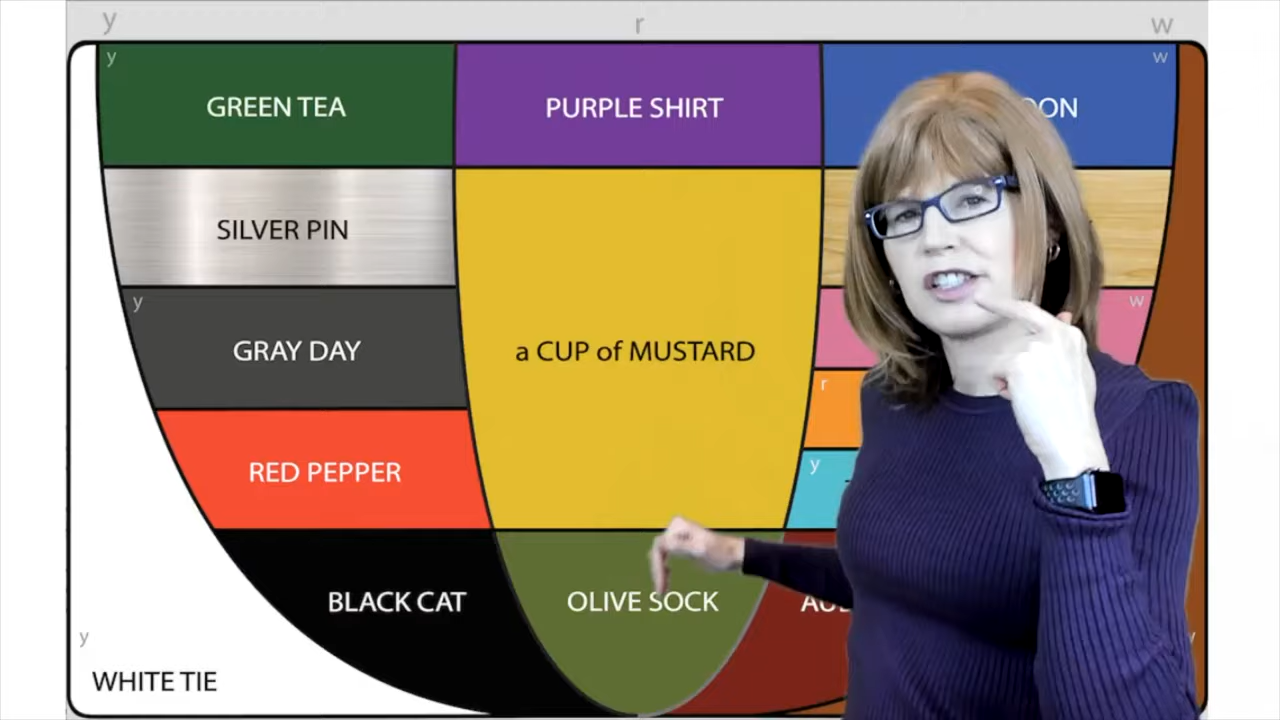 y r w
y w
GREEN TEA PURPLE SHIRT OON
SILVER PIN
y w
GRAY DAY a CUP of MUSTARD
r
y
RED PEPPER
BLACK CAT OLIVE SOCK
y
WHITE TIE